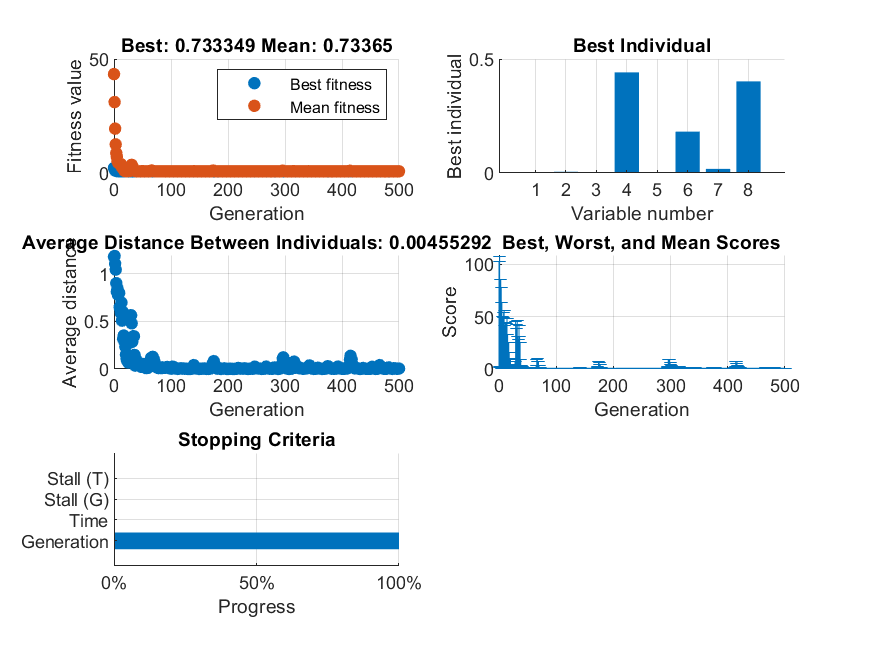 Best: 0.733349 Mean: 0.73365
Fitness value
50
0
Best fitness
Mean fitness
0 100 200 300 400 500
Generation
Best Individual
Best individual
0.5
0
1 2 3 4 5 6 7 8
Variable number
Average Distance Between Individuals: 0.00455292
Average distance
1
0.5
0
0 100 200 300 400 500
Generation
Best, Worst, and Mean Scores
Score
100
50
0
0 100 200 300 400 500
Generation
Stopping Criteria
Stall (T)
Stall (G)
Time
Generation
0% 50% 100%
Progress